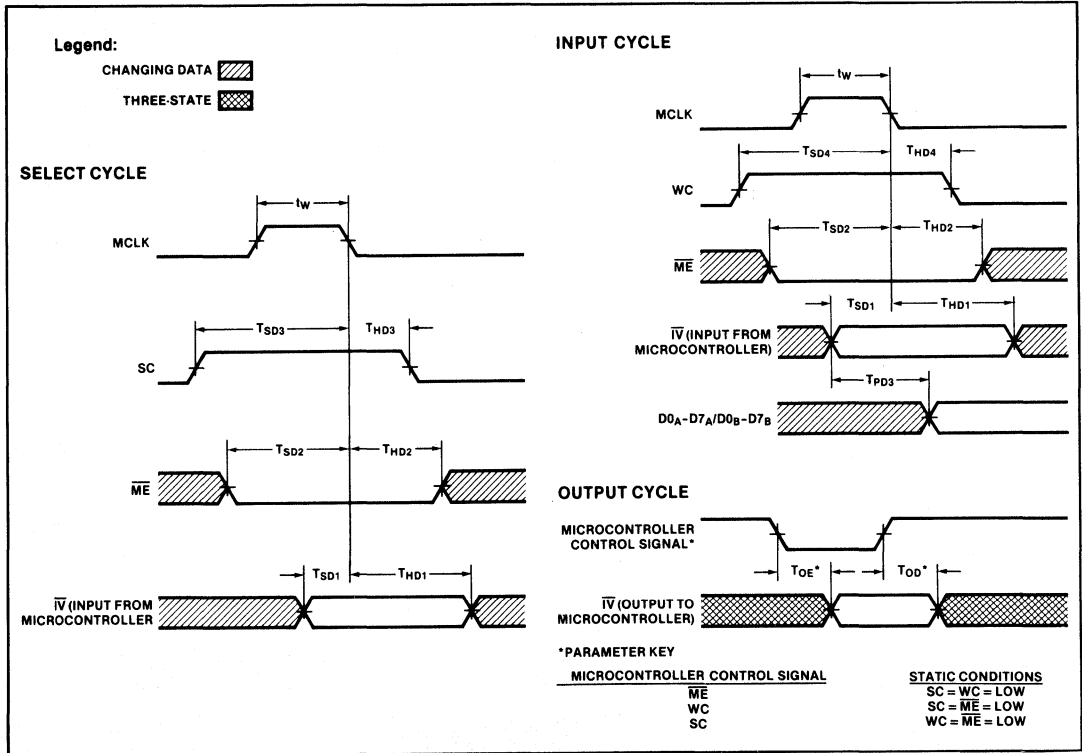 Legend:
CHANGING DATA
THREE-STATE
SELECT CYCLE
tW
MCLK
TSD3
THD3
SC
TSD2
THD2
ME
TSD1
THD1
IV (INPUT FROM
MICROCONTROLLER
INPUT CYCLE
tW
MCLK
TSD4
THD4
WC
TSD2
THD2
ME
TSD1
THD1
IV (INPUT FROM
MICROCONTROLLER)
TPD3
D0A–D7A/D0B–D7B
OUTPUT CYCLE
MICROCONTROLLER
CONTROL SIGNAL*
TOE*
TOD*
IV (OUTPUT TO
MICROCONTROLLER)
*PARAMETER KEY
MICROCONTROLLER CONTROL SIGNAL STATIC CONDITIONS
ME SC = WC = LOW
WC SC = ME = LOW
SC WC = ME = LOW